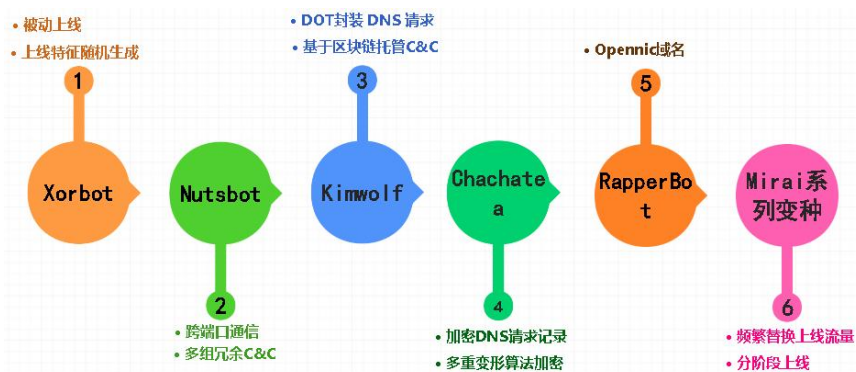 被动上线
上线特征随机生成
1
Xorbot
Nutsbot
2
跨端口通信
多组冗余C&C
DOT封装 DNS 请求
基于区块链托管C&C
3
Kimwolf
Chachate
a
4
加密DNS请求记录
多重变形算法加密
Opennic域名
5
RapperBo
t
Mirai系
列变种
6
频繁替换上线流量
分阶段上线